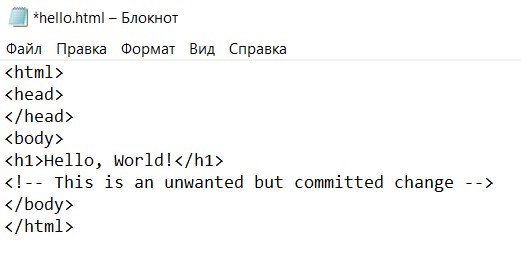 *hello.html – Блокнот
Файл Правка Формат Вид Справка
<html>
<head>
</head>
<body>
<h1>Hello, World!</h1>
<!-- This is an unwanted but committed change -->
</body>
</html>